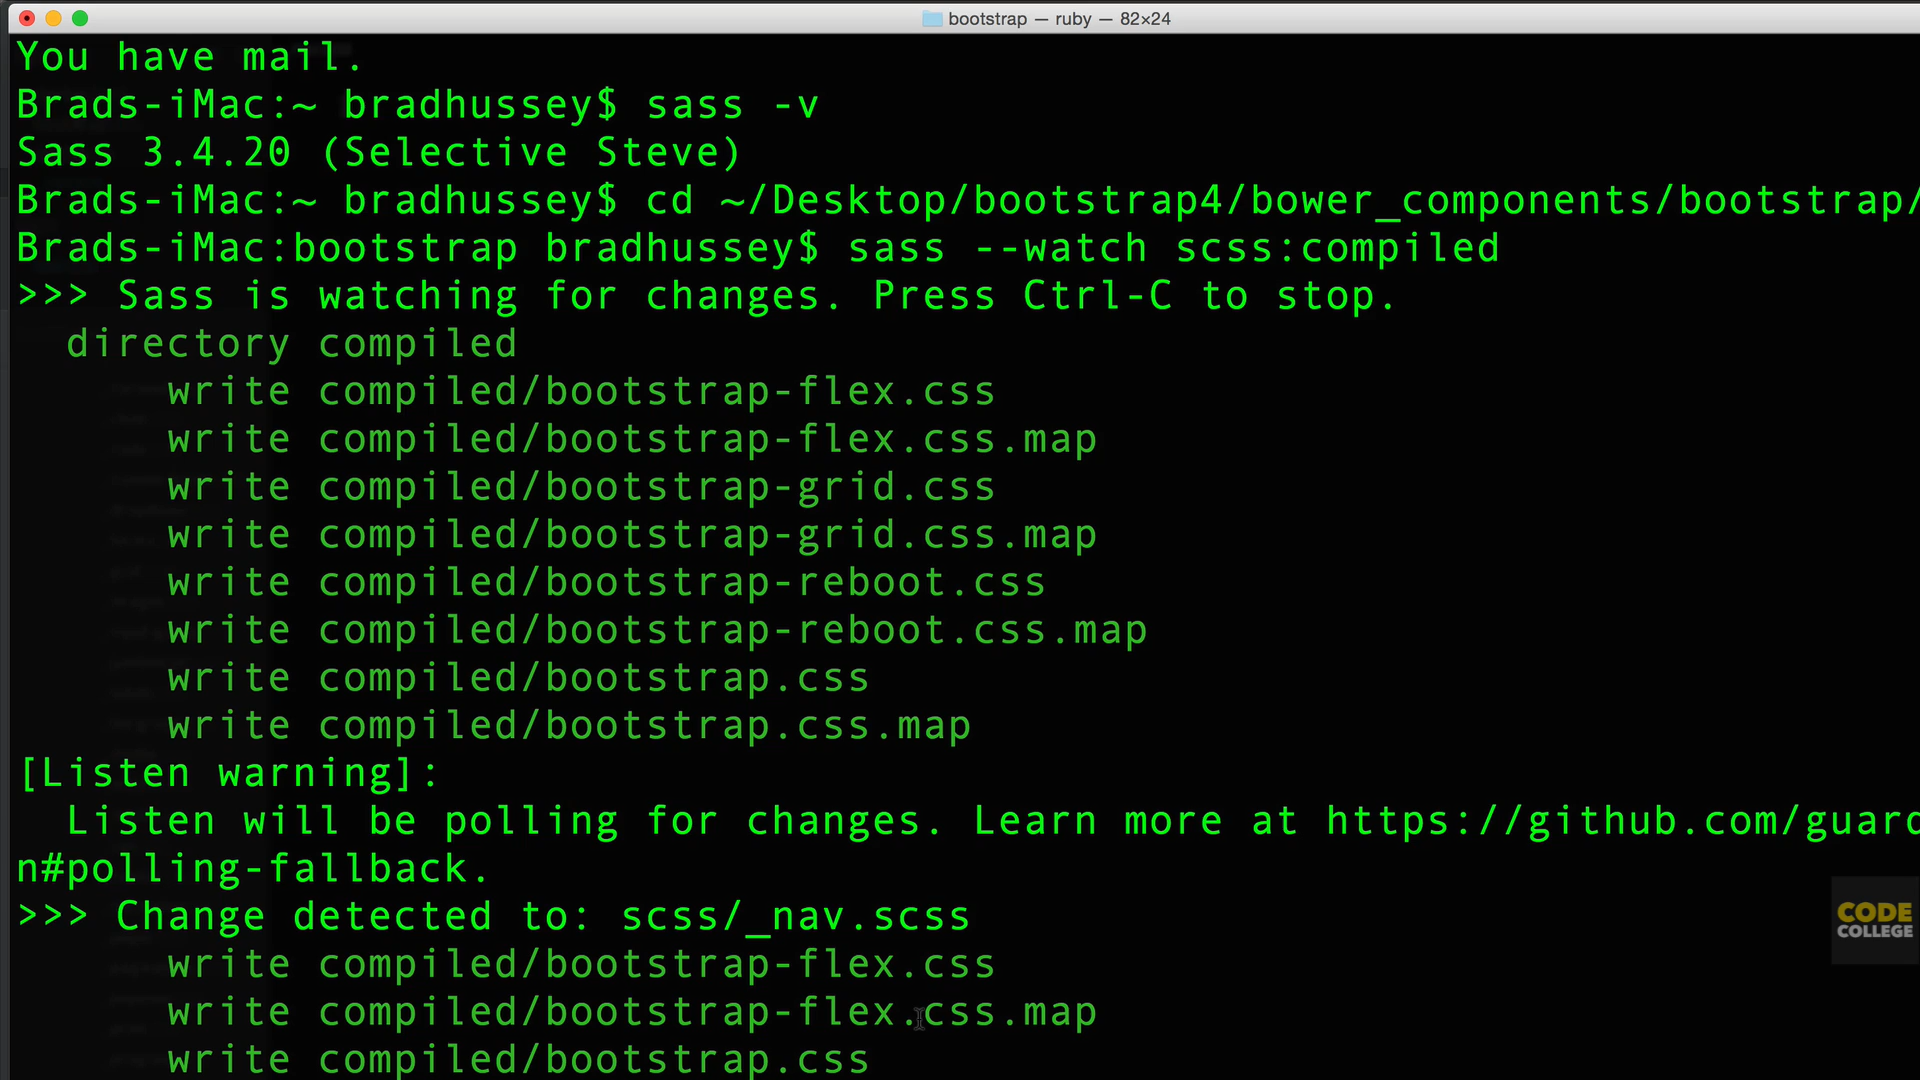 bootstrap — ruby — 82×24
You have mail.
Brads-iMac:~ bradhussey$ sass -v
Sass 3.4.20 (Selective Steve)
Brads-iMac:~ bradhussey$ cd ~/Desktop/bootstrap4/bower_components/bootstrap/
Brads-iMac:bootstrap bradhussey$ sass --watch scss:compiled
>>> Sass is watching for changes. Press Ctrl-C to stop.
directory compiled
write compiled/bootstrap-flex.css
write compiled/bootstrap-flex.css.map
write compiled/bootstrap-grid.css
write compiled/bootstrap-grid.css.map
write compiled/bootstrap-reboot.css
write compiled/bootstrap-reboot.css.map
write compiled/bootstrap.css
write compiled/bootstrap.css.map
[Listen warning]:
Listen will be polling for changes. Learn more at https://github.com/guard
n#polling-fallback.
>>> Change detected to: scss/_nav.scss
write compiled/bootstrap-flex.css
write compiled/bootstrap-flex.css.map
write compiled/bootstrap.css
CODE
COLLEGE